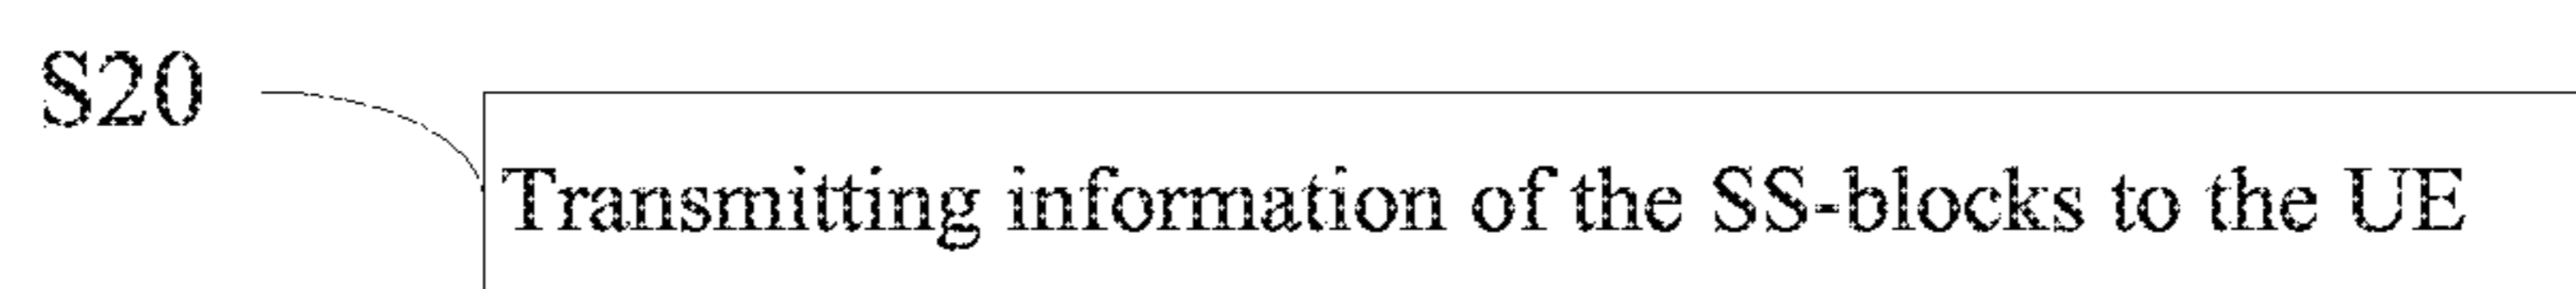 S20
Transmitting information of the SS-blocks to the UE